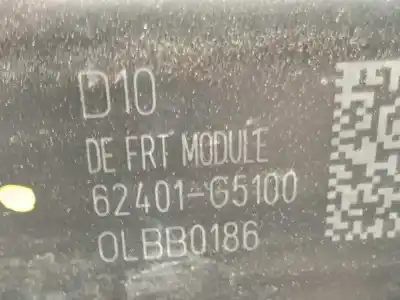 D10
DE FRT MODULE
62401-G5100
OLBB0186